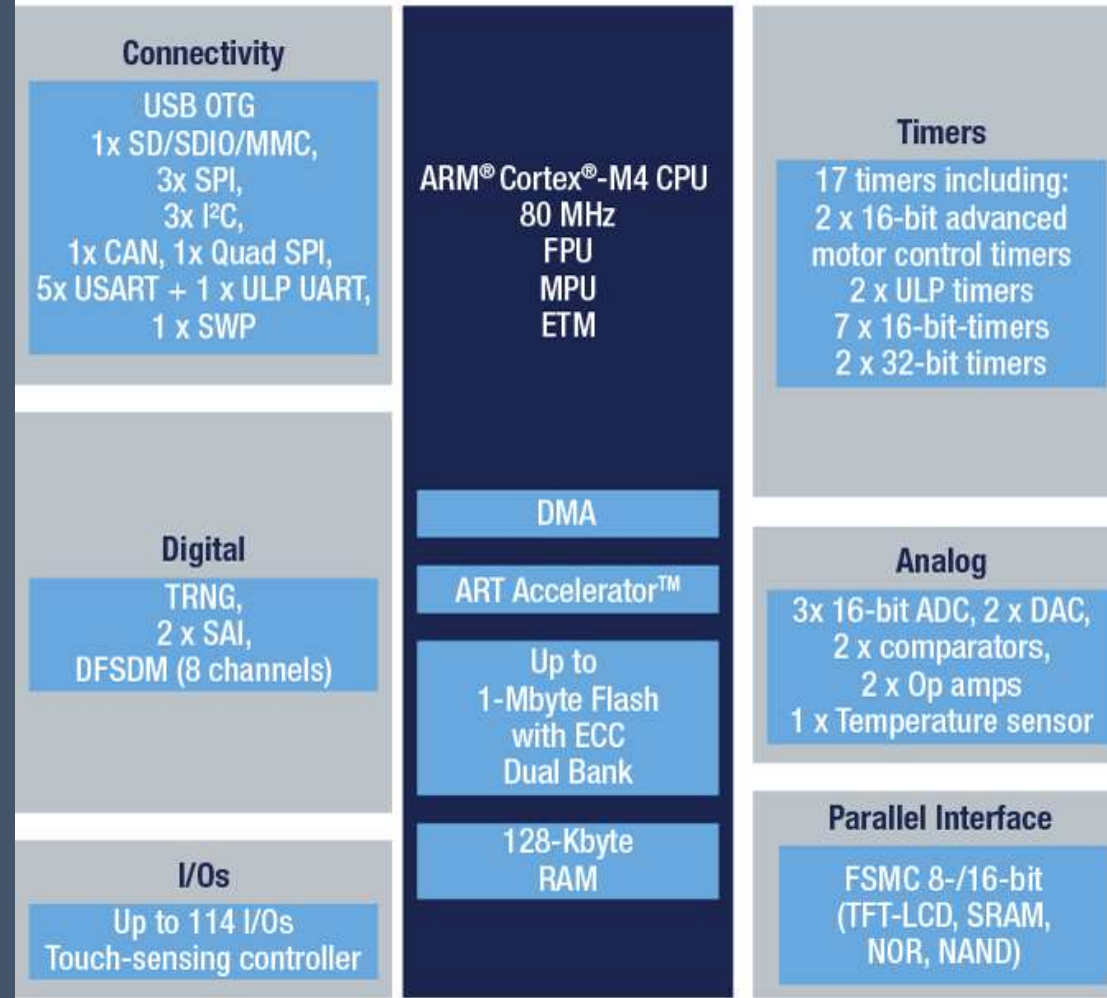 Connectivity
USB OTG
1x SD/SDIO/MMC,
3x SPI,
3x I²C,
1x CAN, 1x Quad SPI,
5x USART + 1 x ULP UART,
1 x SWP
Digital
TRNG,
2 x SAI,
DFSDM (8 channels)
I/Os
Up to 114 I/Os
Touch-sensing controller
ARM® Cortex®-M4 CPU
80 MHz
FPU
MPU
ETM
DMA
ART Accelerator™
Up to
1-Mbyte Flash
with ECC
Dual Bank
128-Kbyte
RAM
Timers
17 timers including:
2 x 16-bit advanced
motor control timers
2 x ULP timers
7 x 16-bit-timers
2 x 32-bit timers
Analog
3x 16-bit ADC, 2 x DAC,
2 x comparators,
2 x Op amps
1 x Temperature sensor
Parallel Interface
FSMC 8-/16-bit
(TFT-LCD, SRAM,
NOR, NAND)